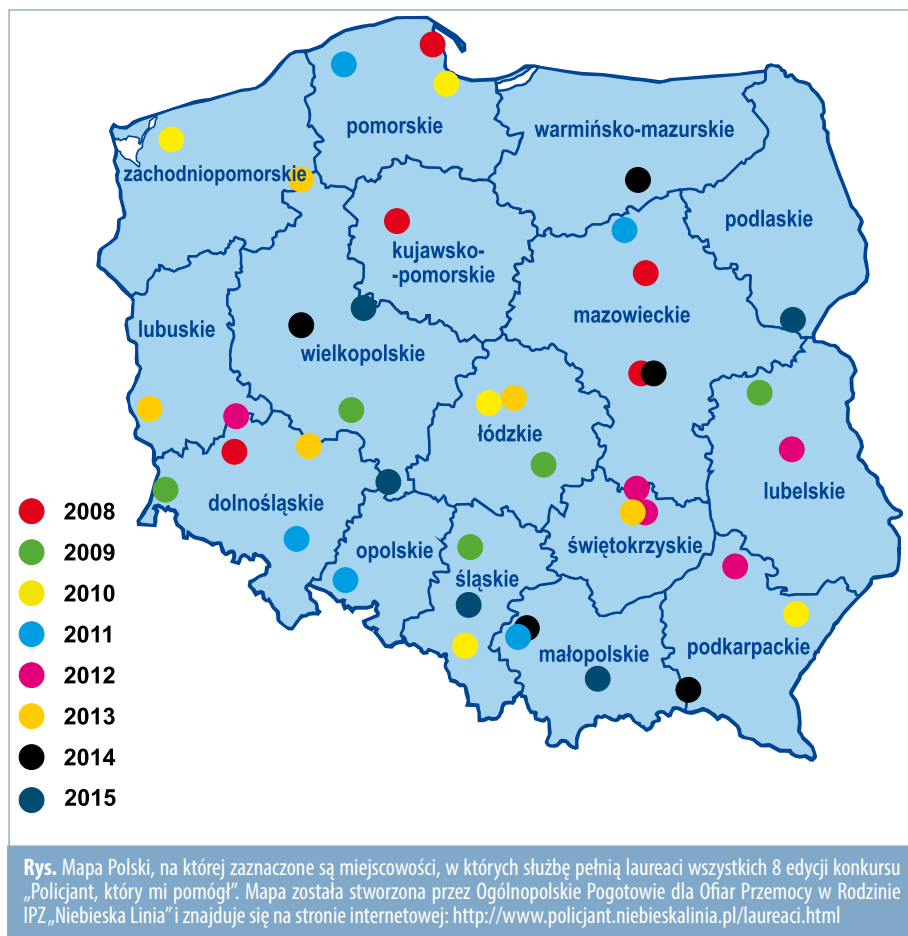 pomorskie
warmińsko-mazurskie
zachodniopomorskie
podlaskie
kujawsko-
-pomorskie
mazowieckie
lubuskie
wielkopolskie
łódzkie
lubelskie
dolnośląskie
opolskie
świętokrzyskie
śląskie
małopolskie
podkarpackie
2008
2009
2010
2011
2012
2013
2014
2015
Rys. Mapa Polski, na której zaznaczone są miejscowości, w których służbę pełnią laureaci wszystkich 8 edycji konkursu
„Policjant, który mi pomógł”. Mapa została stworzona przez Ogólnopolskie Pogotowie dla Ofiar Przemocy w Rodzinie
IPZ „Niebieska Linia” i znajduje się na stronie internetowej: http://www.policjant.niebieskalinia.pl/laureaci.html